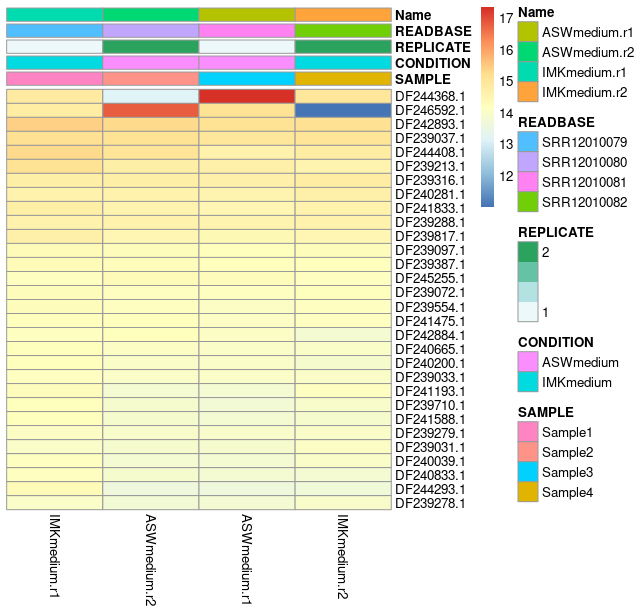 Name
READBASE
REPLICATE
CONDITION
SAMPLE
DF244368.1
DF246592.1
DF242893.1
DF239037.1
DF244408.1
DF239213.1
DF239316.1
DF240281.1
DF241833.1
DF239288.1
DF239817.1
DF239097.1
DF239387.1
DF245255.1
DF239072.1
DF239554.1
DF241475.1
DF242884.1
DF240665.1
DF240200.1
DF239033.1
DF241193.1
DF239710.1
DF241588.1
DF239279.1
DF239031.1
DF240039.1
DF240833.1
DF244293.1
DF239278.1
IMKmedium.r1
ASWmedium.r2
ASWmedium.r1
IMKmedium.r2
17
16
15
14
13
12
Name
ASWmedium.r1
ASWmedium.r2
IMKmedium.r1
IMKmedium.r2
READBASE
SRR12010079
SRR12010080
SRR12010081
SRR12010082
REPLICATE
2
1
CONDITION
ASWmedium
IMKmedium
SAMPLE
Sample1
Sample2
Sample3
Sample4